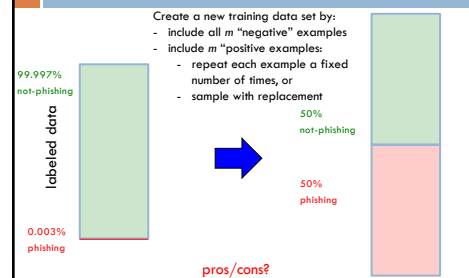 Create a new training data set by:
- include all m “negative” examples
- include m “positive examples:
- repeat each example a fixed
number of times, or
- sample with replacement
99.997%
not-phishing
labeled data
0.003%
phishing
50%
not-phishing
50%
phishing
pros/cons?